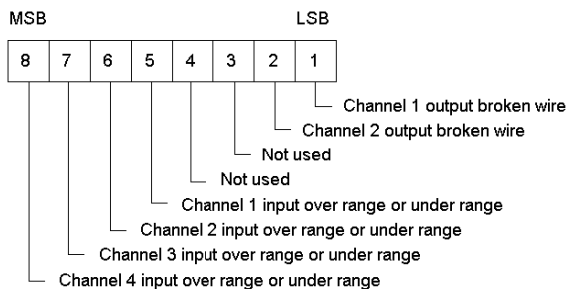 MSB LSB
8 7 6 5 4 3 2 1
Channel 1 output broken wire
Channel 2 output broken wire
Not used
Not used
Channel 1 input over range or under range
Channel 2 input over range or under range
Channel 3 input over range or under range
Channel 4 input over range or under range